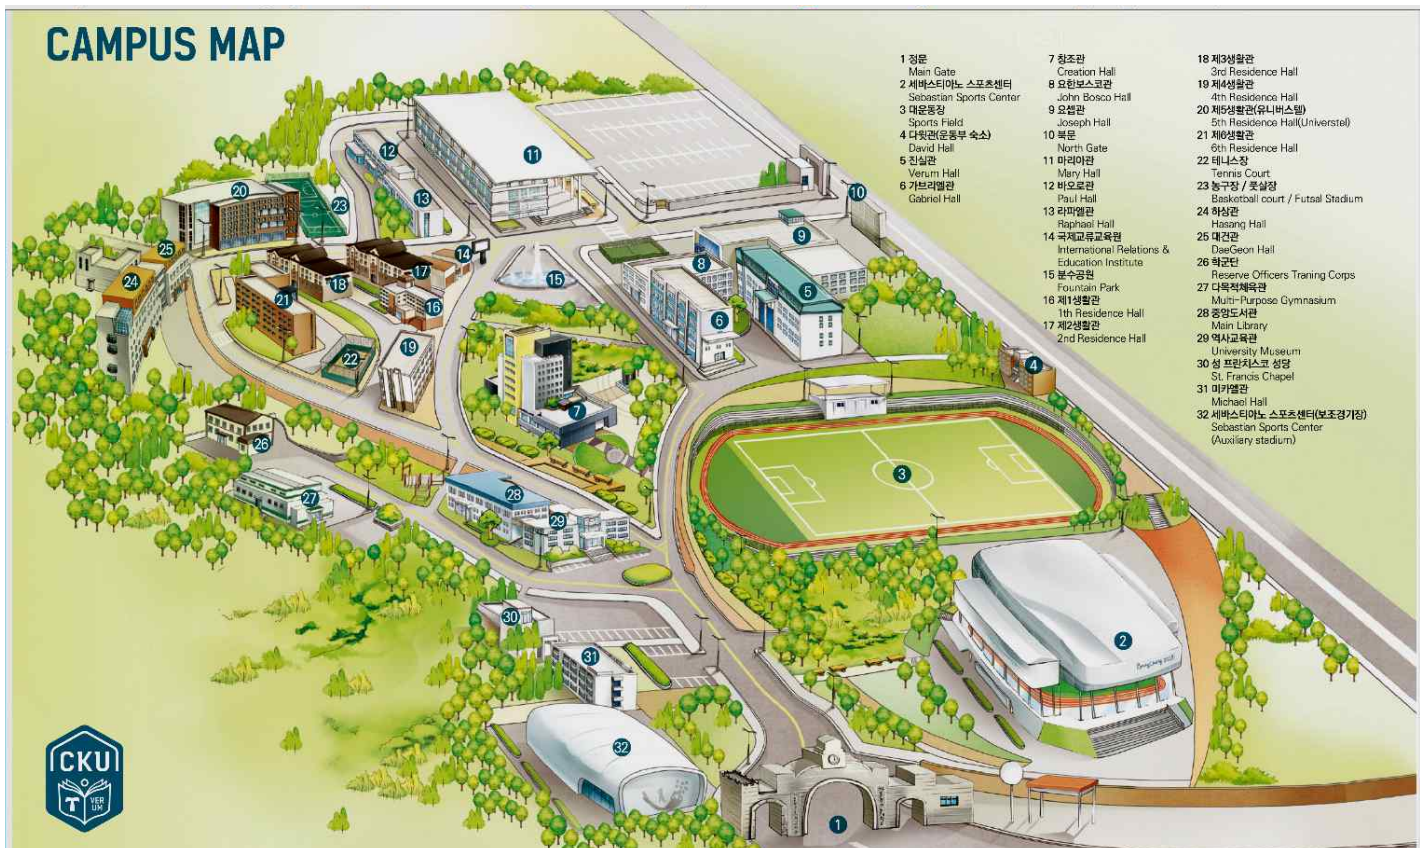 CAMPUS MAP
1 정문
Main Gate
2 세바스티아노 스포츠센터
Sebastian Sports Center
3 대운동장
Sports Field
4 다윗관(운동부 숙소)
David Hall
5 진실관
Verum Hall
6 가브리엘관
Gabriel Hall
7 창조관
Creation Hall
8 요한보스코관
John Bosco Hall
9 요셉관
Joseph Hall
10 북문
North Gate
11 마리아관
Mary Hall
12 바오로관
Paul Hall
13 라파엘관
Raphael Hall
14 국제교류교육원
International Relations &
Education Institute
15 분수공원
Fountain Park
16 제1생활관
1th Residence Hall
17 제2생활관
2nd Residence Hall
18 제3생활관
3rd Residence Hall
19 제4생활관
4th Residence Hall
20 제5생활관(유니버스텔)
5th Residence Hall(Universtel)
21 제6생활관
6th Residence Hall
22 테니스장
Tennis Court
23 농구장 / 풋살장
Basketball court / Futsal Stadium
24 하상관
Hasang Hall
25 대건관
DaeGeon Hall
26 학군단
Reserve Officers Traning Corps
27 다목적체육관
Multi-Purpose Gymnasium
28 중앙도서관
Main Library
29 역사교육관
University Museum
30 성 프란치스코 성당
St. Francis Chapel
31 미카엘관
Michael Hall
32 세바스티아노 스포츠센터(보조경기장)
Sebastian Sports Center
(Auxiliary stadium)
11
12
13
10
20
23
9
25
14
17
8
15
24
18
5
21
16
6
19
22
4
7
26
3
28
27
29
30
2
31
32
1
CKU
T
VER
UM